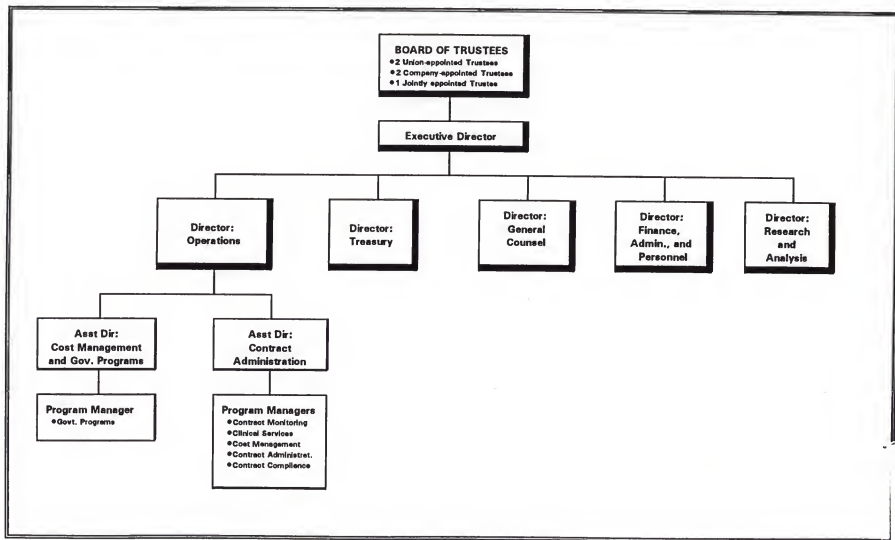 BOARD OF TRUSTEES
•2 Union-appointed Trustees
•2 Company-appointed Trustees
•1 Jointly appointed Trustee
Executive Director
Director:
Operations
Director:
Treasury
Director:
General
Counsel
Director:
Finance,
Admin., and
Personnel
Director:
Research
and
Analysis
Asst Dir:
Cost Management
and Gov. Programs
Asst Dir:
Contract
Administration
Program Manager
•Govt. Programs
Program Managers
•Contract Monitoring
•Clinical Services
•Cost Management
•Contract Administrat.
•Contract Compliance